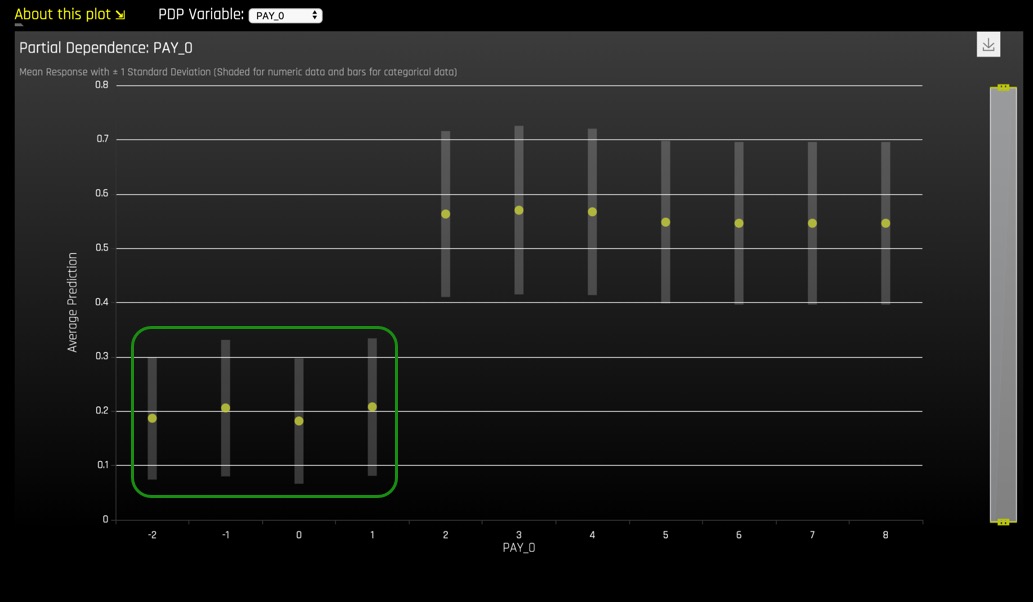 About this plot ⇲ PDP Variable: PAY_0
Partial Dependence: PAY_0
Mean Response with ± 1 Standard Deviation (Shaded for numeric data and bars for categorical data)
0.8
0.7
0.6
0.5
0.4
0.3
0.2
0.1
0
Average Prediction
-2 -1 0 1 2 3 4 5 6 7 8
PAY_0